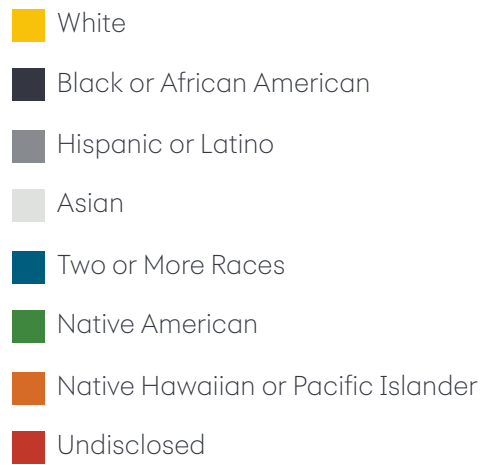 White
Black or African American
Hispanic or Latino
Asian
Two or More Races
Native American
Native Hawaiian or Pacific Islander
Undisclosed